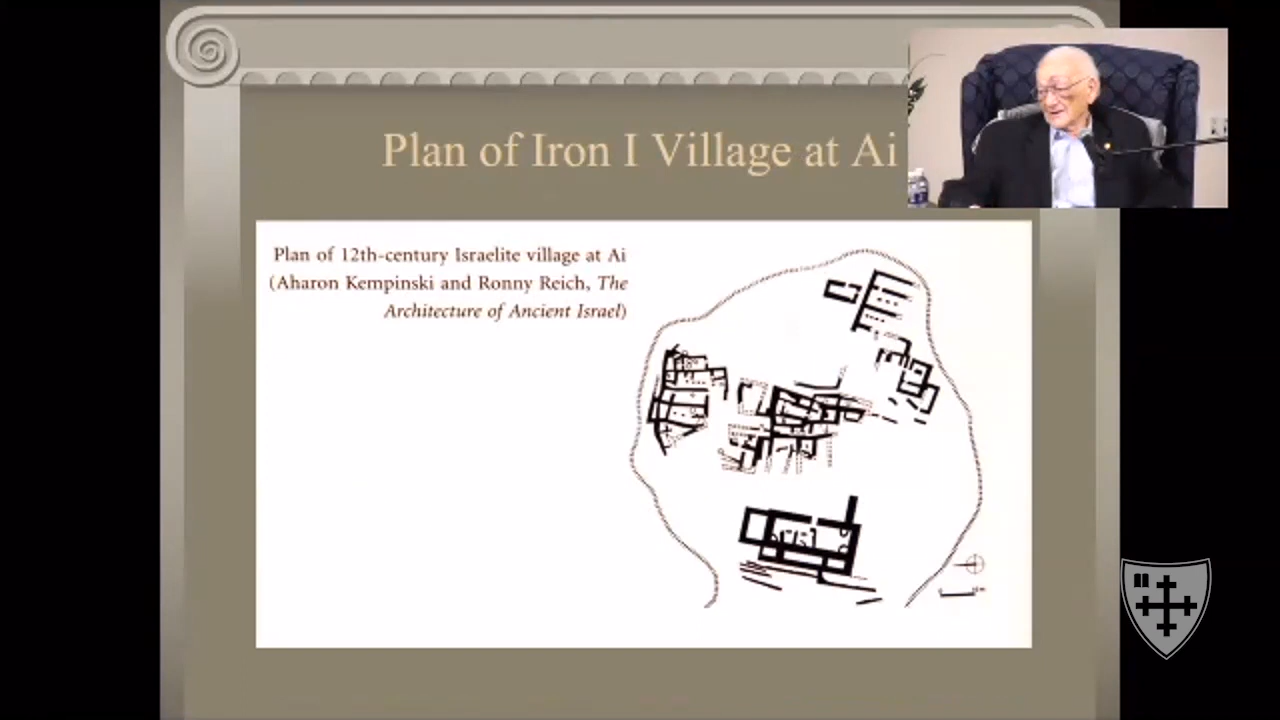 Plan of Iron I Village at Ai
Plan of 12th-century Israelite village at Ai
(Aharon Kempinski and Ronny Reich, The
Architecture of Ancient Israel)